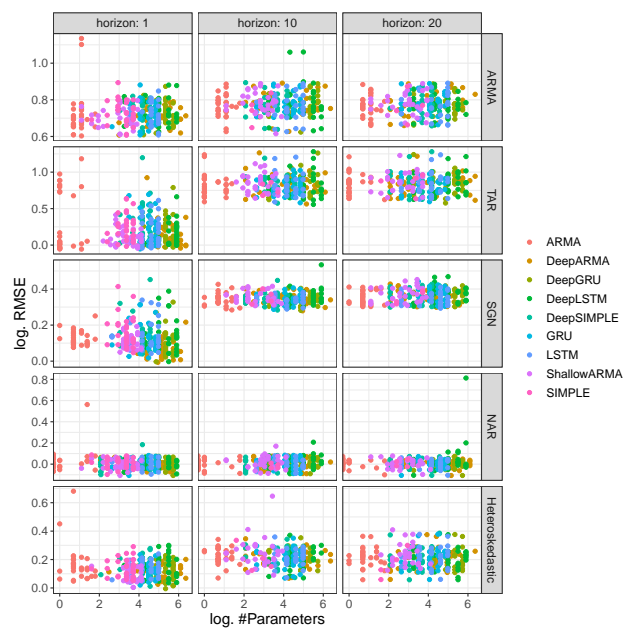 horizon: 1
horizon: 10
horizon: 20
log. RMSE
1.0
0.8
0.6
ARMA
1.0
0.5
0.0
TAR
0.4
0.2
0.0
SGN
0.8
0.6
0.4
0.2
0.0
NAR
0.6
0.4
0.2
0.0
Heteroskedastic
0 2 4 6 0 2 4 6 0 2 4 6
log. #Parameters
ARMA
DeepARMA
DeepGRU
DeepLSTM
DeepSIMPLE
GRU
LSTM
ShallowARMA
SIMPLE